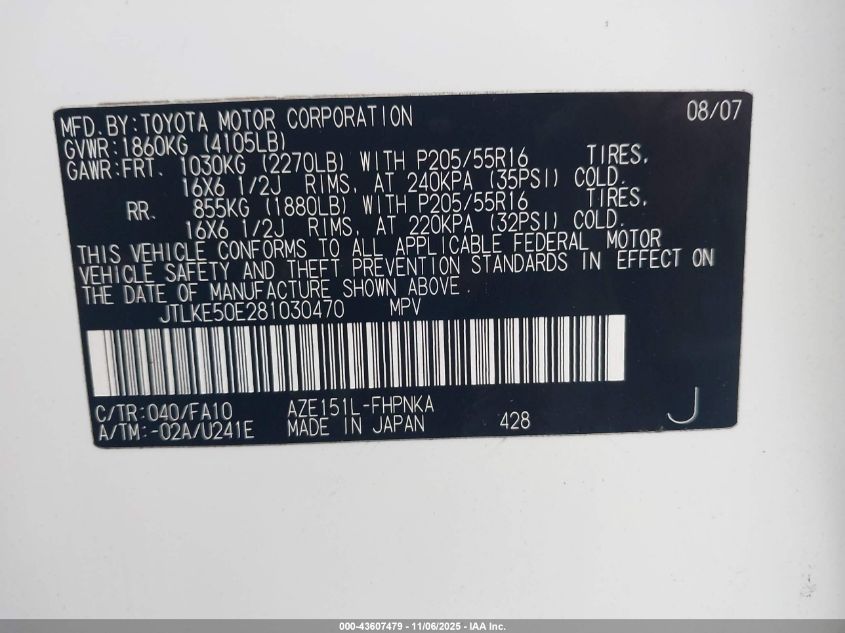 MFD. BY:TOYOTA MOTOR CORPORATION 08/07
GVWR:1860KG (4105LB)
GAWR:FRT. 1030KG (2270LB) WITH P205/55R16 TIRES,
16X6 1/2J RIMS, AT 240KPA (35PSI) COLD.
RR. 855KG (1880LB) WITH P205/55R16 TIRES,
16X6 1/2J RIMS, AT 220KPA (32PSI) COLD.
THIS VEHICLE CONFORMS TO ALL APPLICABLE FEDERAL MOTOR
VEHICLE SAFETY AND THEFT PREVENTION STANDARDS IN EFFECT ON
THE DATE OF MANUFACTURE SHOWN ABOVE.
JTLKE50E281030470 MPV
C/TR:040/FA10 AZE151L-FHPNKA
A/TM:-02A/U241E MADE IN JAPAN 428 J
000-43607479 - 11/06/2025 - IAA Inc.